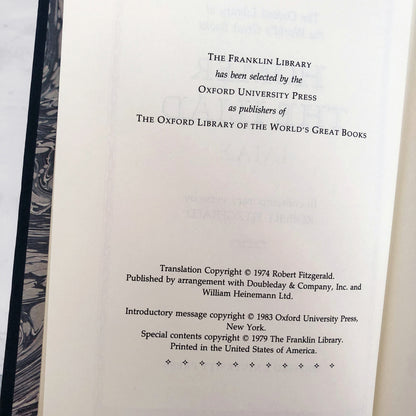 THE FRANKLIN LIBRARY
has been selected by the
OXFORD UNIVERSITY PRESS
as publishers of
THE OXFORD LIBRARY OF THE WORLD'S GREAT BOOKS
Translation Copyright © 1974 Robert Fitzgerald.
Published by arrangement with Doubleday & Company, Inc. and
William Heinemann Ltd.
Introductory message copyright © 1983 Oxford University Press,
New York.
Special contents copyright © 1979 The Franklin Library.
Printed in the United States of America.